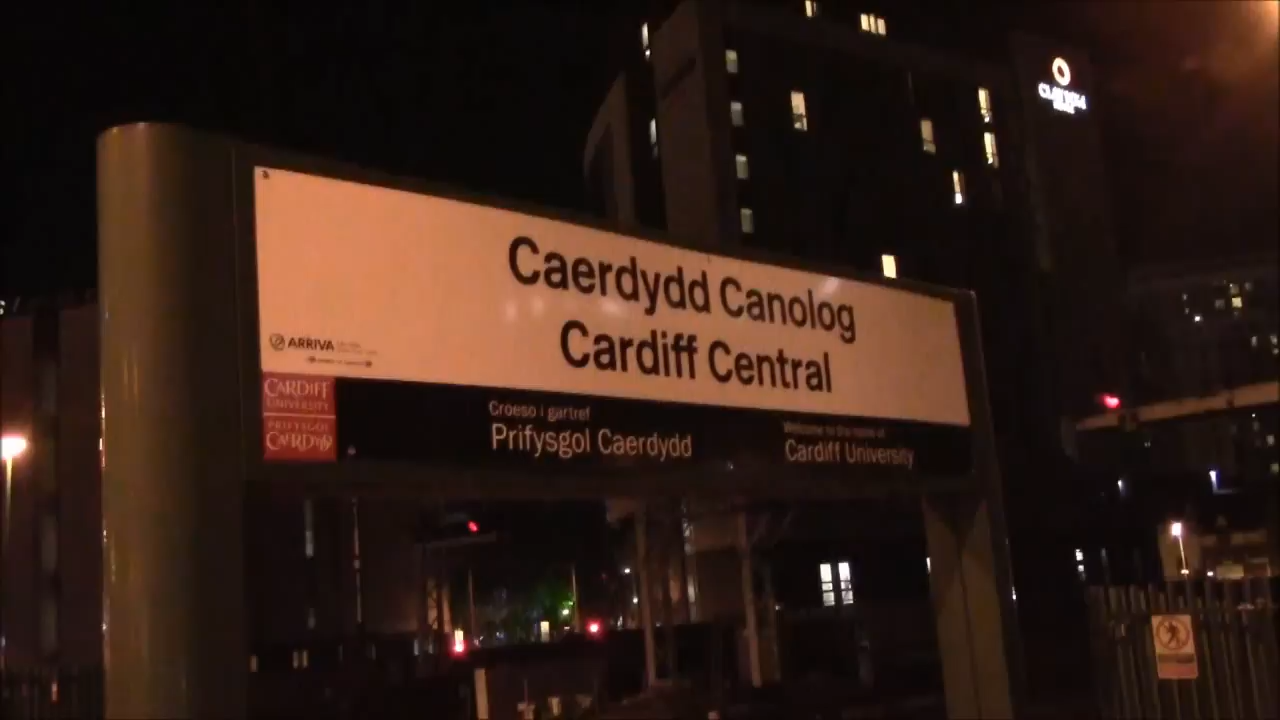 Caerdydd Canolog
Cardiff Central
ARRIVA
CARDIFF
UNIVERSITY
PRIFYSGOL
CAERDYDD
Croeso i gartref
Prifysgol Caerdydd
Welcome to the home of
Cardiff University